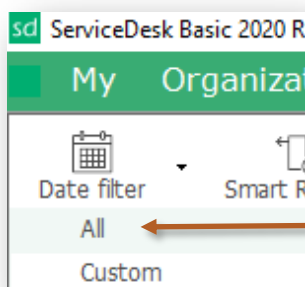 sd ServiceDesk Basic 2020 R
My Organizat
Date filter Smart R
All
Custom